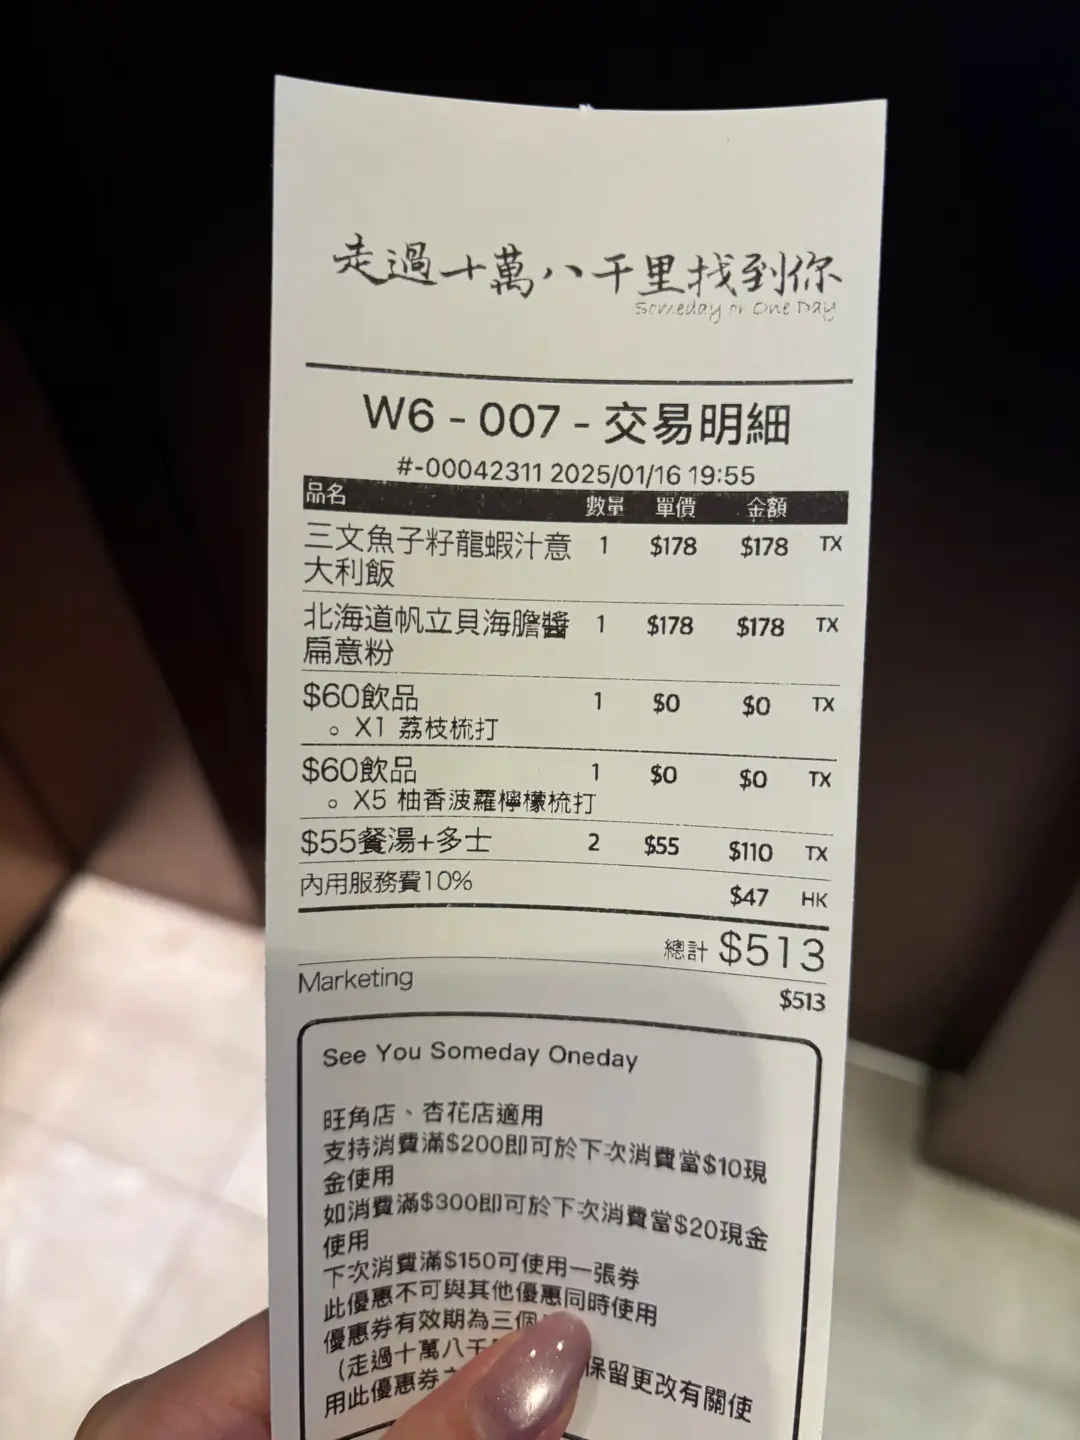 走過十萬八千里找到你
Someday or One Day
W6 - 007 - 交易明細
#-00042311 2025/01/16 19:55
品名 數量 單價 金額
三文魚子籽龍蝦汁意 1 $178 $178 TX
大利飯
北海道帆立貝海膽醬 1 $178 $178 TX
扁意粉
$60飲品 1 $0 $0 TX
X1 荔枝梳打
$60飲品 1 $0 $0 TX
X5 柚香波蘿檸檬梳打
$55餐湯+多士 2 $55 $110 TX
內用服務費10% $47 HK
總計 $513
Marketing $513
See You Someday Oneday
旺角店、杏花店適用
支持消費滿$200即可於下次消費當$10現
金使用
如消費滿$300即可於下次消費當$20現金
使用
下次消費滿$150可使用一張券
此優惠不可與其他優惠同時使用
優惠券有效期為三個
(走過十萬八千 保留更改有關使
用此優惠券